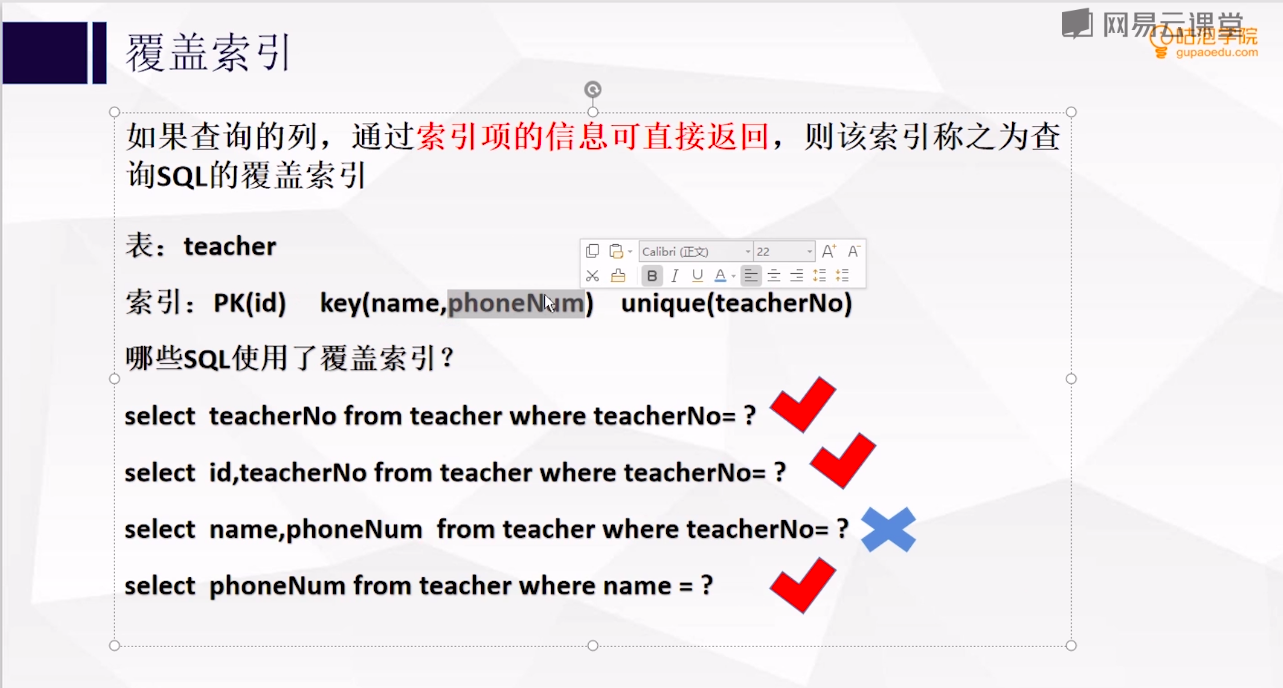 网易云课堂
咕泡学院
gupaoedu.com
覆盖索引
如果查询的列，通过索引项的信息可直接返回，则该索引称之为查
询SQL的覆盖索引
表：teacher
Calibri (正文) 22 A+ A-
B I U A
索引：PK(id) key(name,phoneNum) unique(teacherNo)
哪些SQL使用了覆盖索引？
select teacherNo from teacher where teacherNo= ?
select id,teacherNo from teacher where teacherNo= ?
select name,phoneNum from teacher where teacherNo= ?
select phoneNum from teacher where name = ?